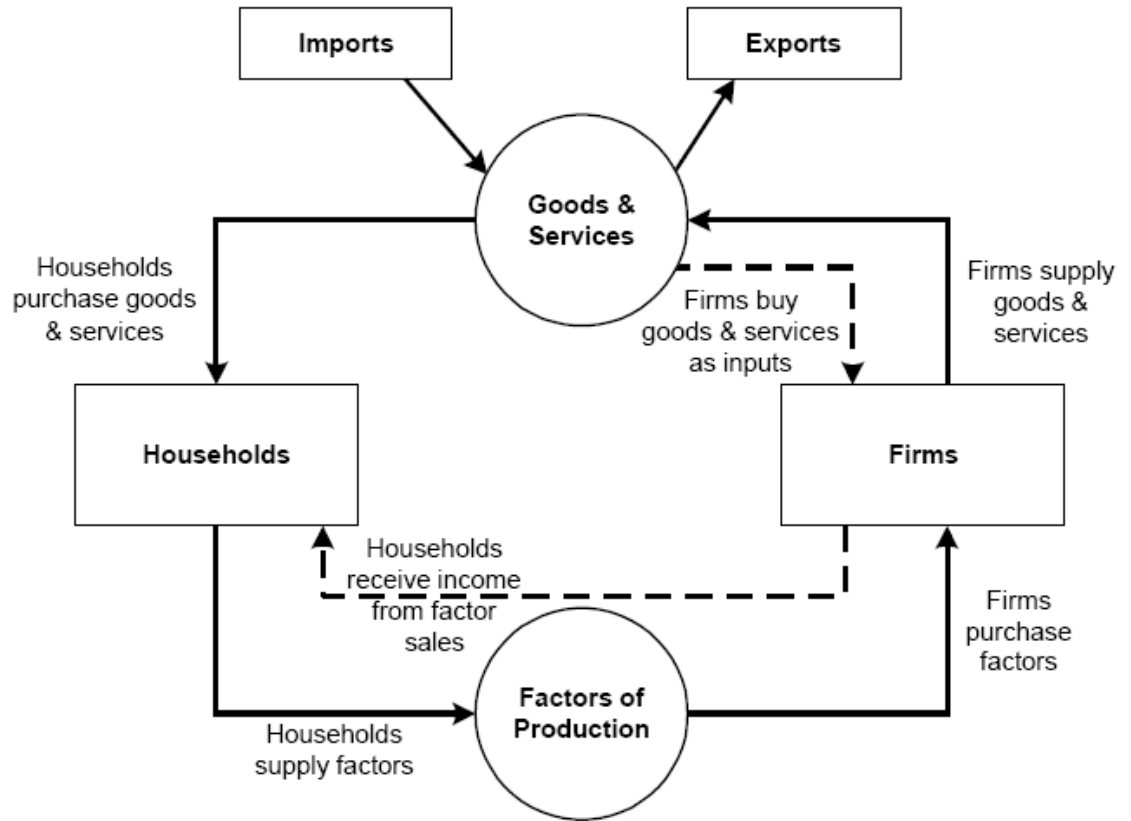 Imports
Exports
Goods &
Services
Households
purchase goods
& services
Firms buy
goods & services
as inputs
Firms supply
goods &
services
Households
Firms
Households
receive income
from factor
sales
Firms
purchase
factors
Factors of
Production
Households
supply factors